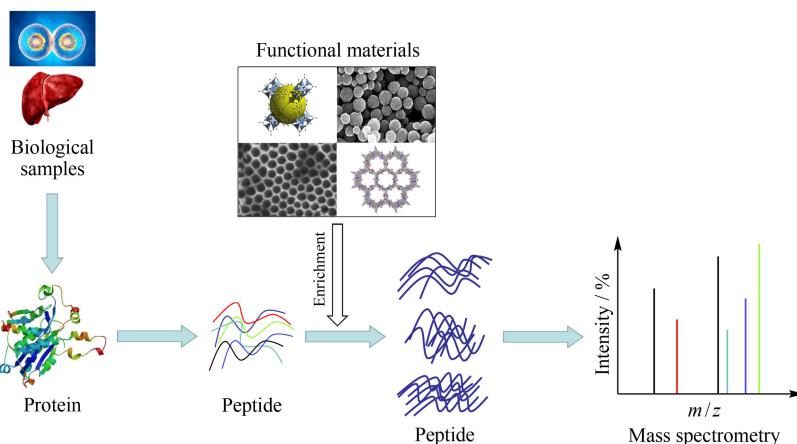 Functional materials
Biological
samples
Enrichment
Protein
Peptide
Peptide
Intensity / %
m/z
Mass spectrometry